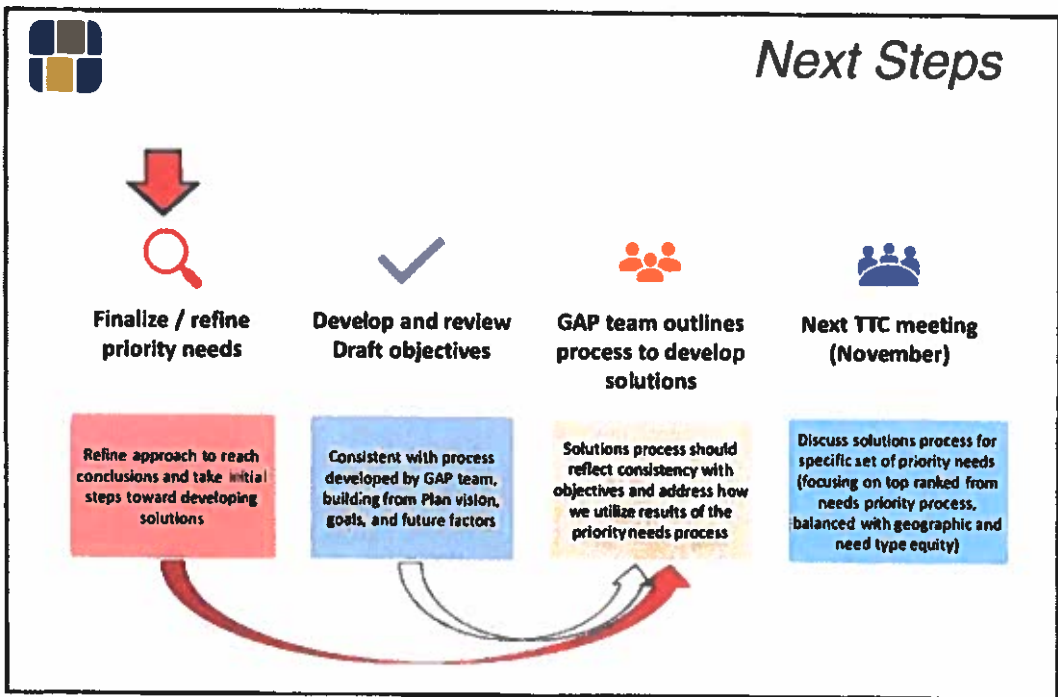 Next Steps
Finalize / refine
priority needs
Develop and review
Draft objectives
GAP team outlines
process to develop
solutions
Next TTC meeting
(November)
Refine approach to reach
conclusions and take initial
steps toward developing
solutions
Consistent with process
developed by GAP team,
building from Plan vision,
goals, and future factors
Solutions process should
reflect consistency with
objectives and address how
we utilize results of the
priority needs process
Discuss solutions process for
specific set of priority needs
(focusing on top ranked from
needs priority process,
balanced with geographic and
need type equity)